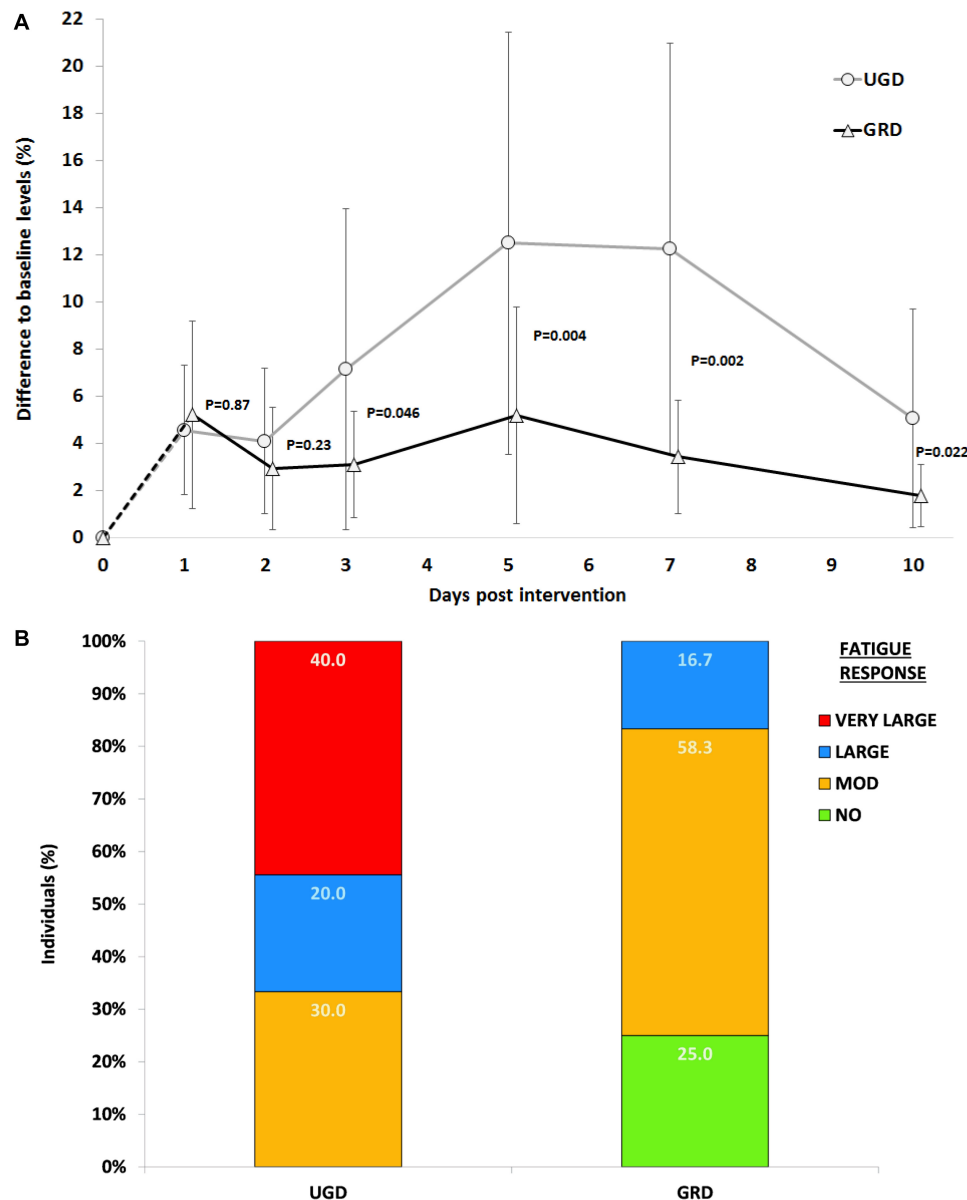 A
22
20
18
16
14
12
10
8
6
4
2
0
Difference to baseline levels (%)
UGD
GRD
P=0.87
P=0.23
P=0.046
P=0.004
P=0.002
P=0.022
0 1 2 3 4 5 6 7 8 9 10
Days post intervention
B
100%
90%
80%
70%
60%
50%
40%
30%
20%
10%
0%
Individuals (%)
40.0
20.0
30.0
16.7
58.3
25.0
UGD GRD
FATIGUE
RESPONSE
VERY LARGE
LARGE
MOD
NO